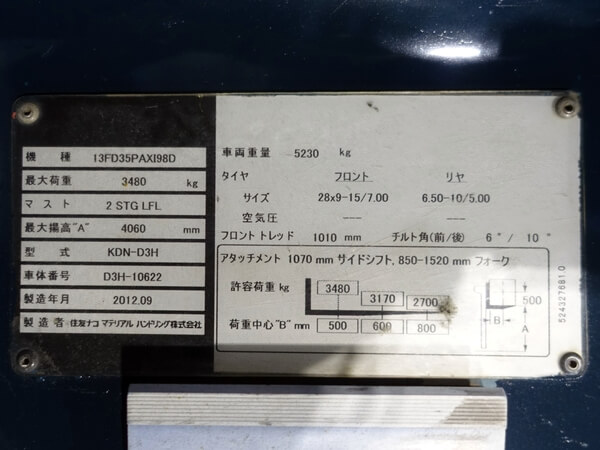 機 種 13FD35PAXI98D
最大荷重 3480 kg
マ ス ト 2 STG LFL
最大揚高"A" 4060 mm
型 式 KDN-D3H
車体番号 D3H-10622
製造年月 2012.09
製造者 住友ナコ マテリアル ハンドリング株式会社
車両重量 5230 kg
タイヤ フロント リヤ
サイズ 28x9-15/7.00 6.50-10/5.00
空気圧 --- ---
フロントトレッド 1010 mm チルト角(前/後) 6°/ 10°
アタッチメント 1070 mm サイドシフト, 850-1520 mm フォーク
許容荷重 kg 3480 3170 2700
荷重中心"B" mm 500 600 800
500
B
A
524327681.0